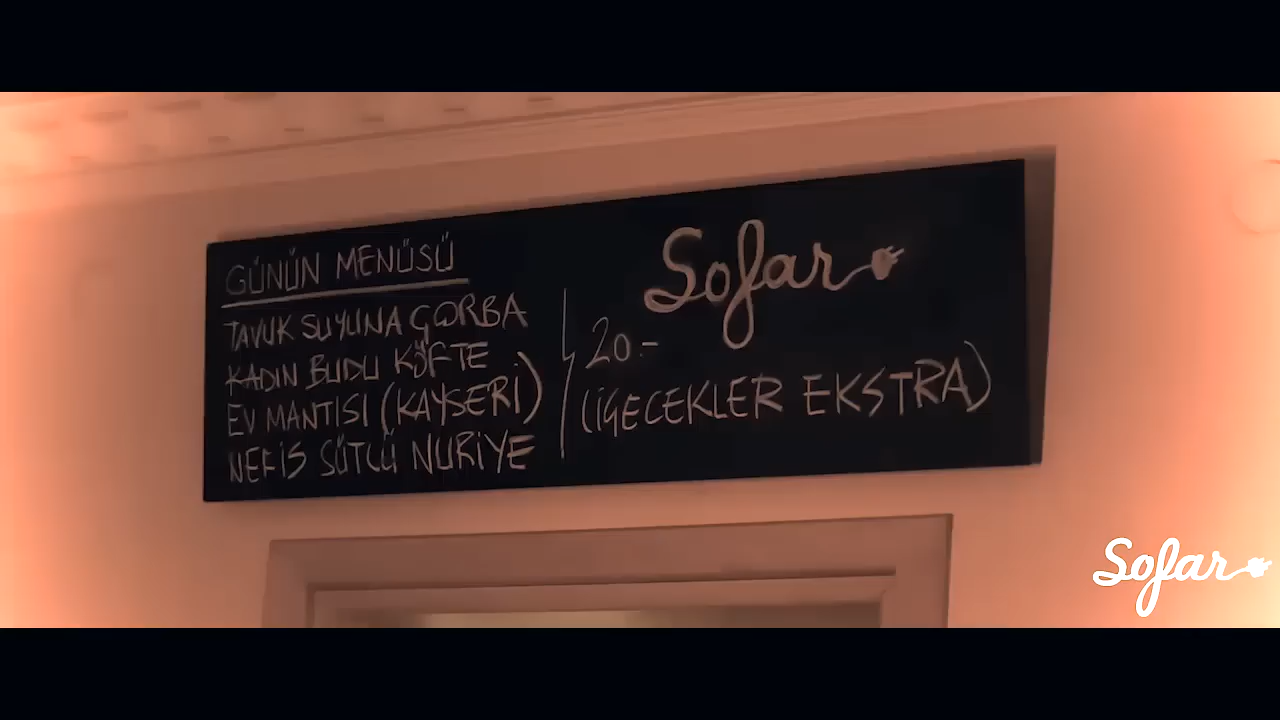 GÜNÜN MENÜSÜ
TAVUK SUYUNA ÇORBA
KADIN BUDU KÖFTE
EV MANTISI (KAYSERİ)
NEFİS SÜTLÜ NURİYE
Sofar
20.-
(İÇECEKLER EKSTRA)
Sofar